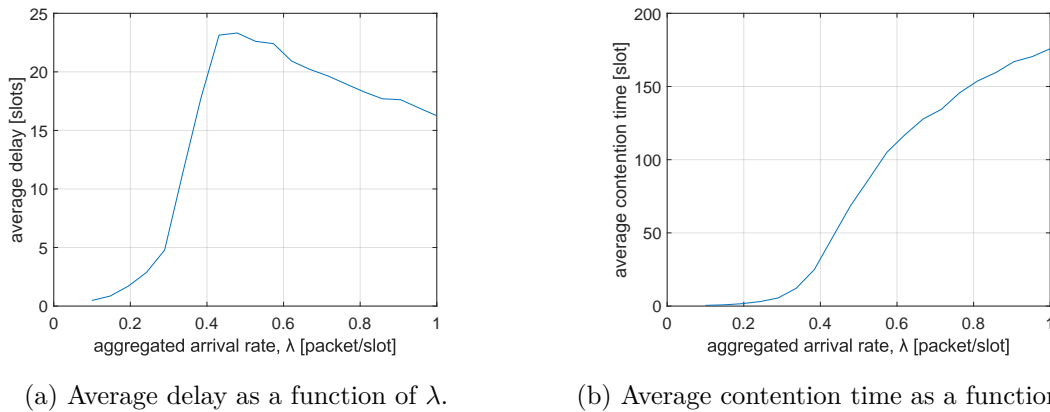 25
20
15
10
5
0
average delay [slots]
0 0.2 0.4 0.6 0.8 1
aggregated arrival rate, λ [packet/slot]
(a) Average delay as a function of λ.
200
150
100
50
0
average contention time [slot]
0 0.2 0.4 0.6 0.8 1
aggregated arrival rate, λ [packet/slot]
(b) Average contention time as a function